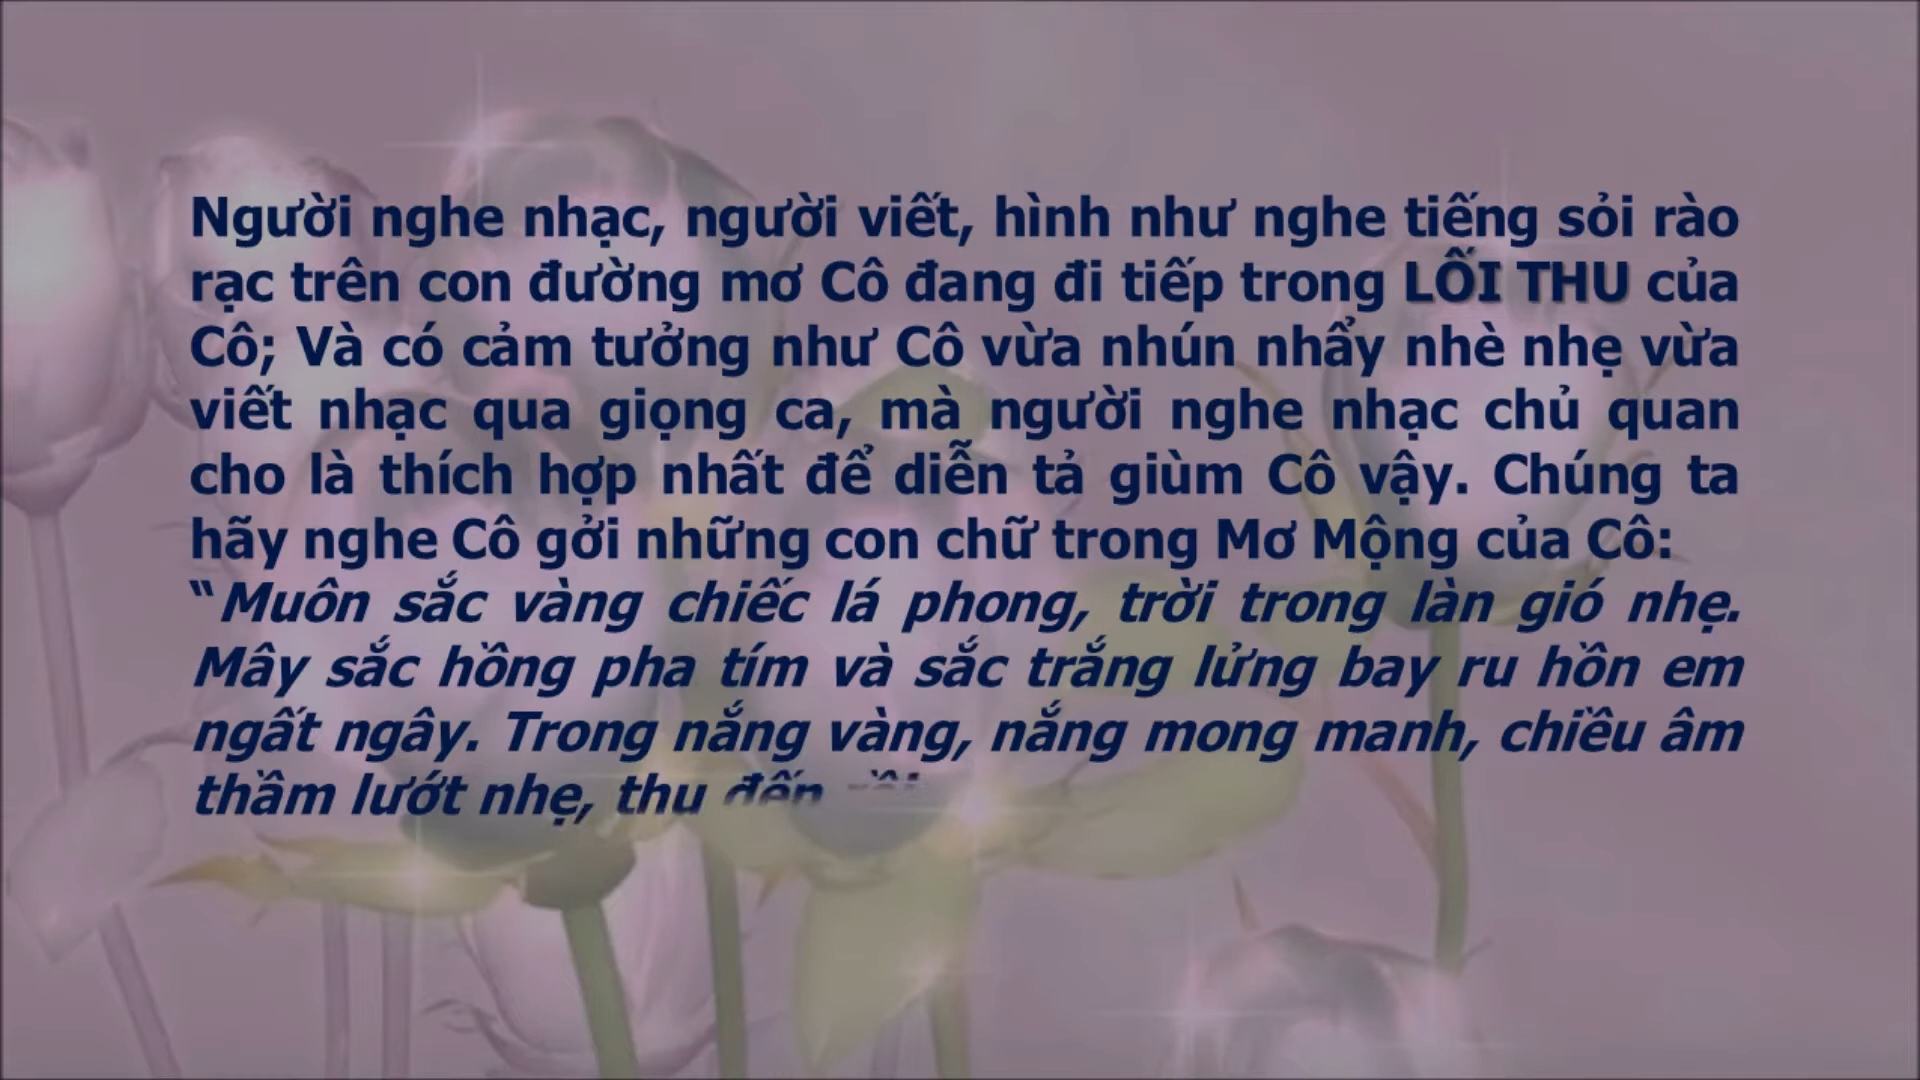 Người nghe nhạc, người viết, hình như nghe tiếng sỏi rào
rạc trên con đường mơ Cô đang đi tiếp trong LỐI THU của
Cô; Và có cảm tưởng như Cô vừa nhún nhẩy nhè nhẹ vừa
viết nhạc qua giọng ca, mà người nghe nhạc chủ quan
cho là thích hợp nhất để diễn tả giùm Cô vậy. Chúng ta
hãy nghe Cô gởi những con chữ trong Mơ Mộng của Cô:
“Muôn sắc vàng chiếc lá phong, trời trong làn gió nhẹ.
Mây sắc hồng pha tím và sắc trắng lửng bay ru hồn em
ngất ngây. Trong nắng vàng, nắng mong manh, chiều âm
thầm lướt nhẹ, thu đến